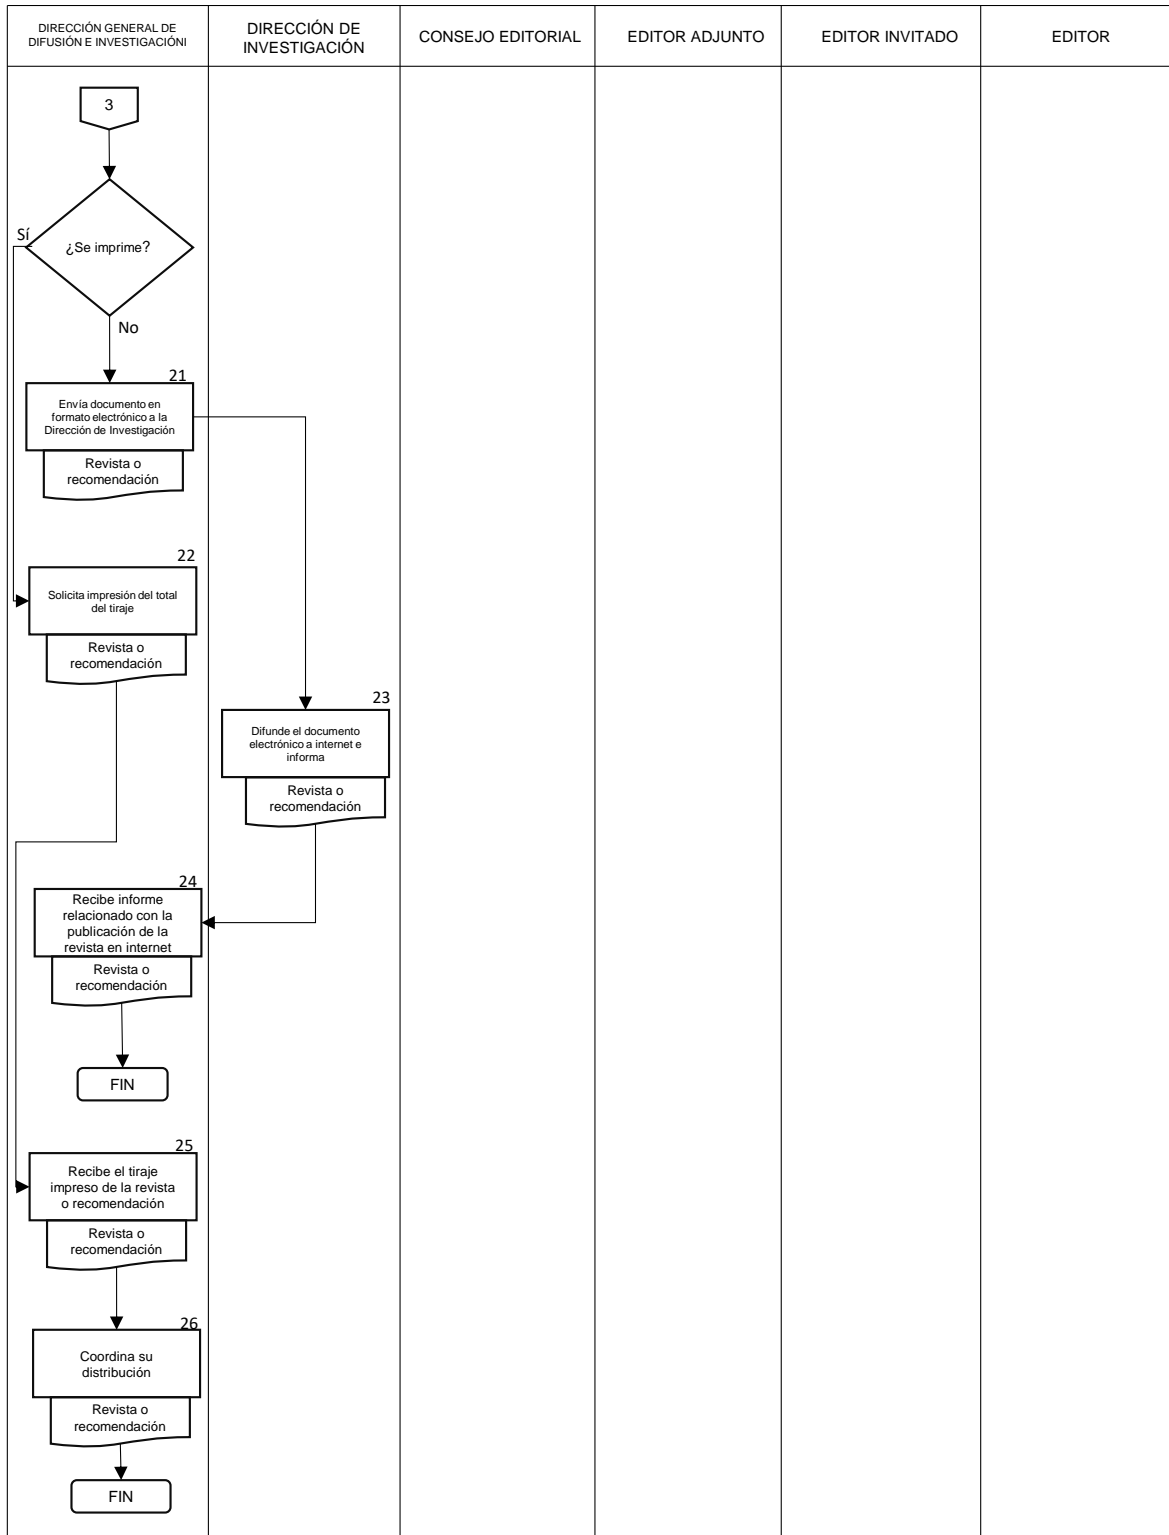 DIRECCIÓN GENERAL DE
DIFUSIÓN E INVESTIGACIÓNI
DIRECCIÓN DE
INVESTIGACIÓN
CONSEJO EDITORIAL
EDITOR ADJUNTO
EDITOR INVITADO
EDITOR
3
Sí
¿Se imprime?
No
21
Envía documento en
formato electrónico a la
Dirección de Investigación
Revista o
recomendación
22
Solicita impresión del total
del tiraje
Revista o
recomendación
23
Difunde el documento
electrónico a internet e
informa
Revista o
recomendación
24
Recibe informe
relacionado con la
publicación de la
revista en internet
Revista o
recomendación
FIN
25
Recibe el tiraje
impreso de la revista
o recomendación
Revista o
recomendación
26
Coordina su
distribución
Revista o
recomendación
FIN